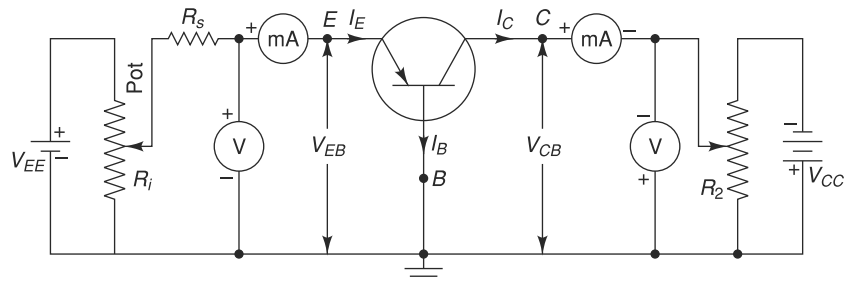 R_s
+ mA E I_E I_C C + mA −
Pot
+ + − −
V_EE − R_i V V_EB I_B V_CB V R_2 + V_CC
− B +